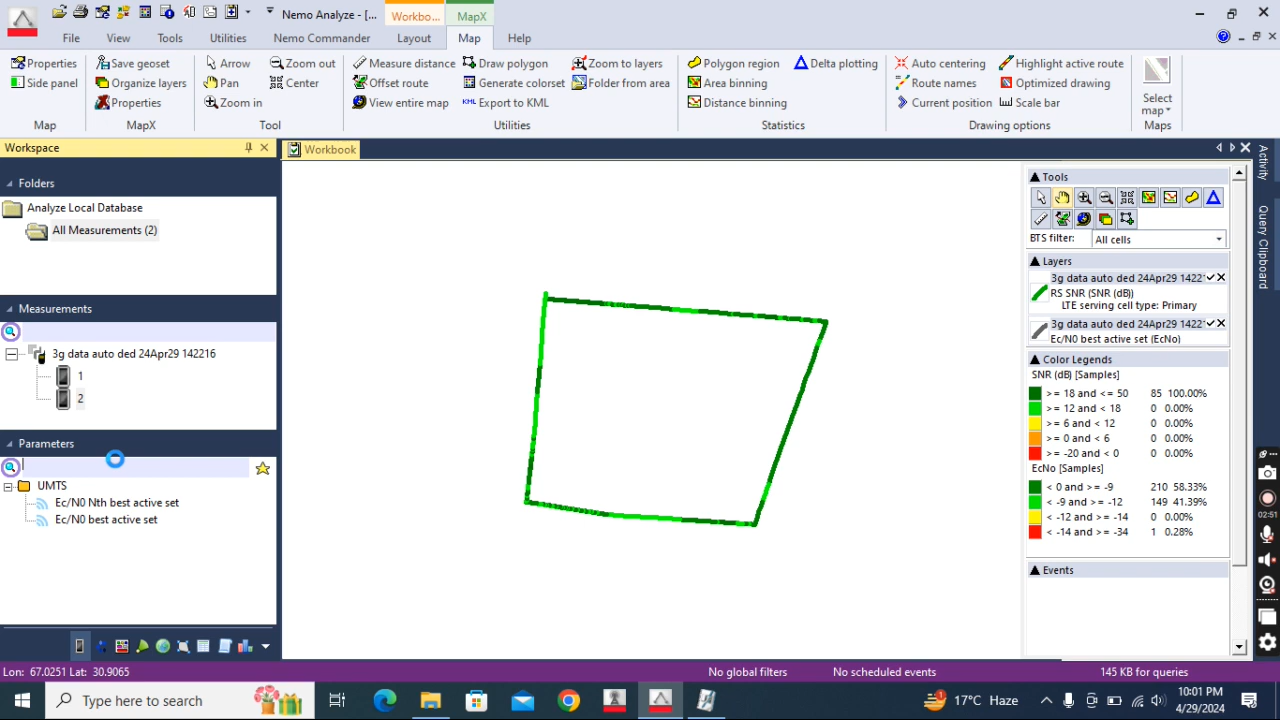 Nemo Analyze - [...
Workbo...
MapX
File
View
Tools
Utilities
Nemo Commander
Layout
Map
Help
Properties
Save geoset
Arrow
Zoom out
Measure distance
Draw polygon
Zoom to layers
Polygon region
Delta plotting
Auto centering
Highlight active route
Side panel
Organize layers
Pan
Center
Offset route
Generate colorset
Folder from area
Area binning
Route names
Optimized drawing
Properties
Zoom in
View entire map
KML Export to KML
Distance binning
Current position
Scale bar
Select map
Map
MapX
Tool
Utilities
Statistics
Drawing options
Maps
Workspace
Workbook
Folders
Analyze Local Database
All Measurements (2)
Measurements
3g data auto ded 24Apr29 142216
1
2
Parameters
UMTS
Ec/N0 Nth best active set
Ec/N0 best active set
Tools
BTS filter:
All cells
Layers
3g data auto ded 24Apr29 1422
RS SNR (SNR (dB))
LTE serving cell type: Primary
3g data auto ded 24Apr29 1422
Ec/N0 best active set (EcNo)
Color Legends
SNR (dB) [Samples]
>= 18 and <= 50 85 100.00%
>= 12 and < 18 0 0.00%
>= 6 and < 12 0 0.00%
>= 0 and < 6 0 0.00%
>= -20 and < 0 0 0.00%
EcNo [Samples]
< 0 and >= -9 210 58.33%
< -9 and >= -12 149 41.39%
< -12 and >= -14 0 0.00%
< -14 and >= -34 1 0.28%
Events
Activity
Query Clipboard
02:51
Lon: 67.0251 Lat: 30.9065
No global filters
No scheduled events
145 KB for queries
Type here to search
17°C Haze
10:01 PM
4/29/2024